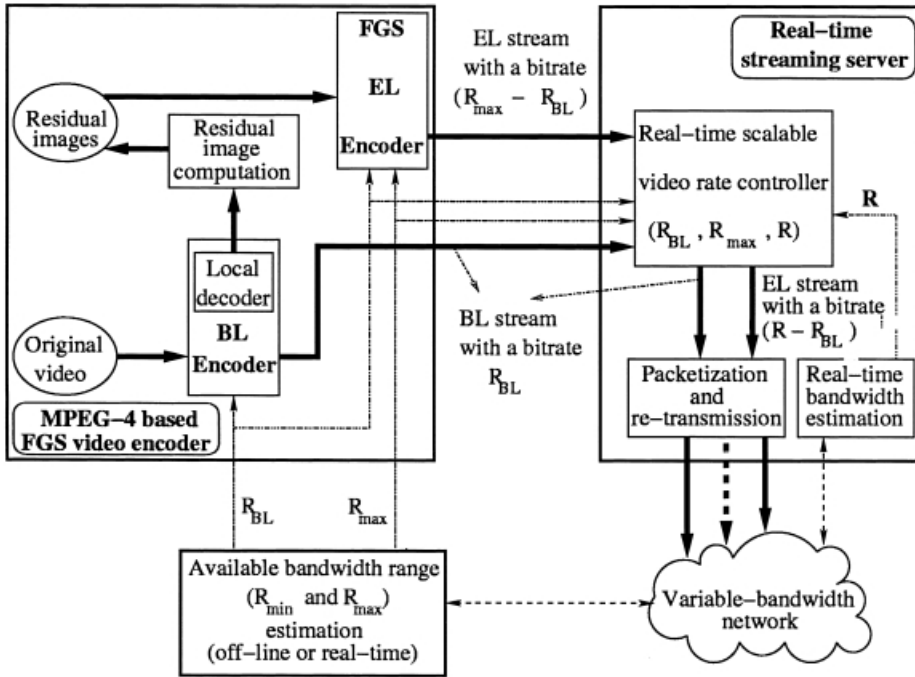 FGS
EL
Encoder
EL stream
with a bitrate
(R_max − R_BL)
Real−time
streaming server
Residual
images
Residual
image
computation
Real−time scalable
video rate controller
(R_BL , R_max , R)
R
Local
decoder
BL
Encoder
Original
video
MPEG−4 based
FGS video encoder
BL stream
with a bitrate
R_BL
EL stream
with a bitrate
(R − R_BL)
Packetization
and
re−transmission
Real−time
bandwidth
estimation
R_BL
R_max
Available bandwidth range
(R_min and R_max)
estimation
(off−line or real−time)
Variable−bandwidth
network